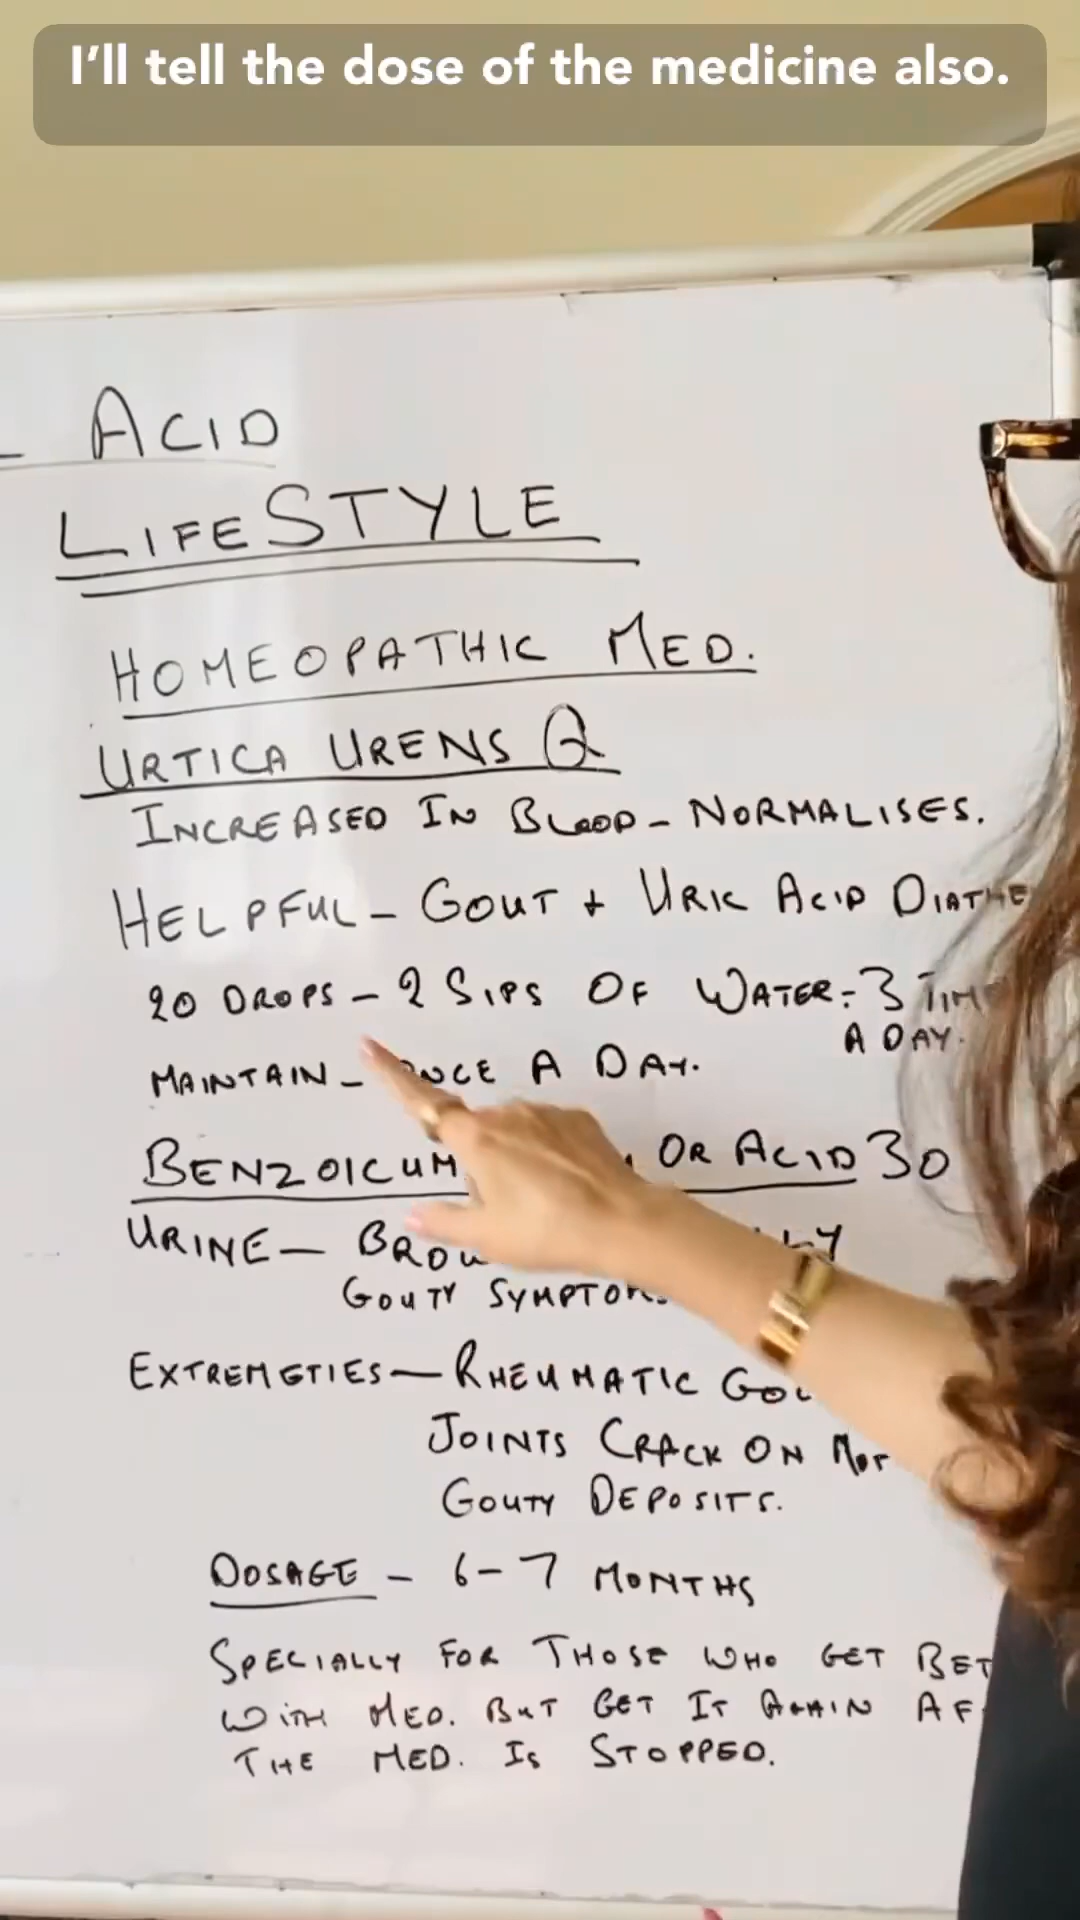 I'll tell the dose of the medicine also.
- ACID
LIFESTYLE
HOMEOPATHIC MED.
URTICA URENS Q
INCREASED IN BLOOD - NORMALISES.
HELPFUL - GOUT + URIC ACID
20 DROPS - 2 SIPS OF WATER - 3
A DAY.
MAINTAIN - ONCE A DAY.
BENZOICUM OR ACID 30
URINE -
GOUTY
EXTREMETIES - RHEUMATIC
JOINTS CRACK ON
GOUTY DEPOSITS.
DOSAGE - 6-7 MONTHS
SPECIALLY FOR THOSE WHO GET
WITH MED. BUT GET IT AGAIN
THE MED. IS STOPPED.